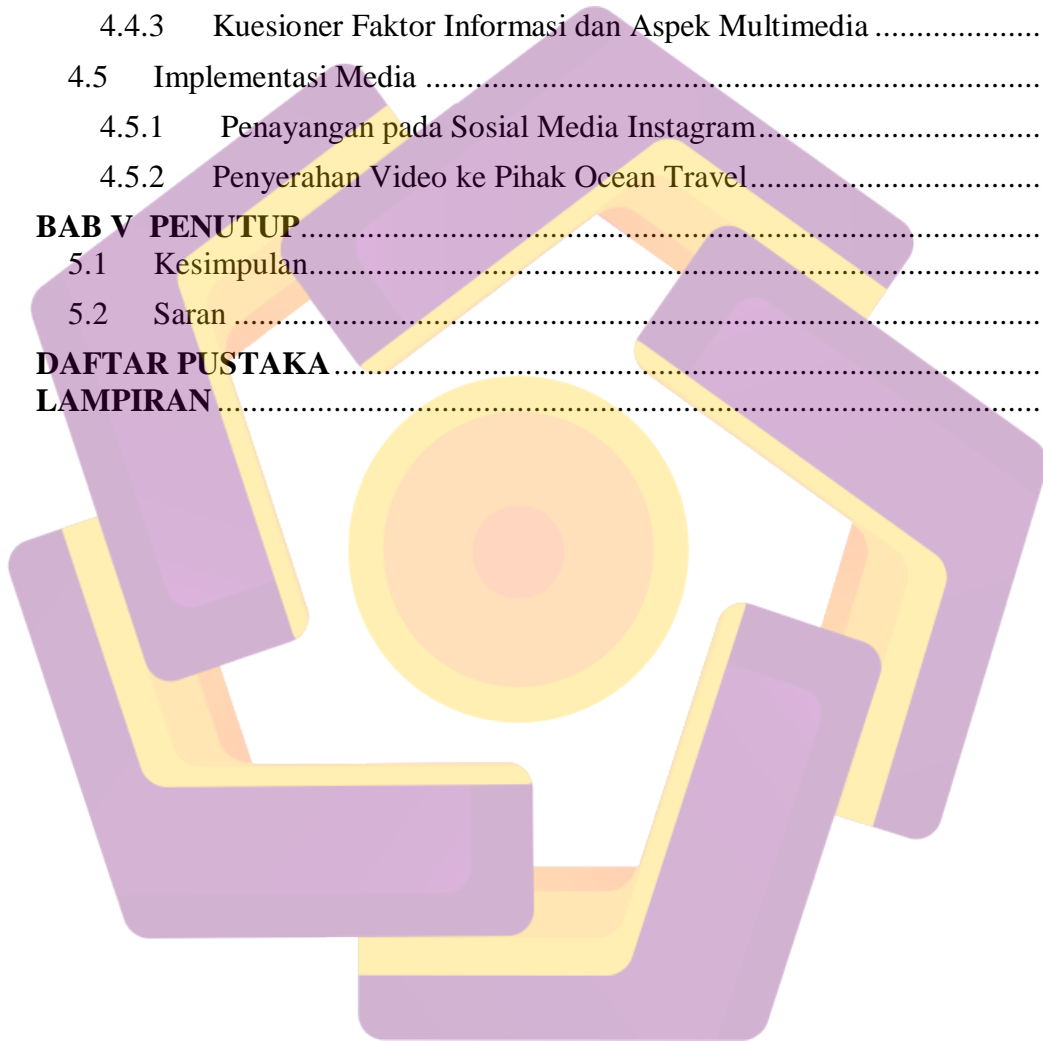 4.4.3 Kuesioner Faktor Informasi dan Aspek Multimedia ...................
4.5 Implementasi Media ......................................................................
4.5.1 Penayangan pada Sosial Media Instagram ................................
4.5.2 Penyerahan Video ke Pihak Ocean Travel .................................
BAB V PENUTUP ...................................................................................
5.1 Kesimpulan ..................................................................................
5.2 Saran ............................................................................................
DAFTAR PUSTAKA ................................................................................
LAMPIRAN .............................................................................................